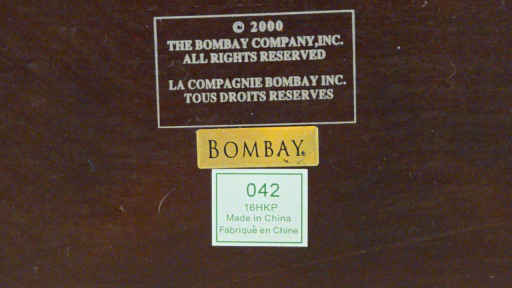 © 2000
THE BOMBAY COMPANY,INC.
ALL RIGHTS RESERVED
LA COMPAGNIE BOMBAY INC.
TOUS DROITS RESERVES
BOMBAY®
042
16HKP
Made in China
Fabriqué en Chine